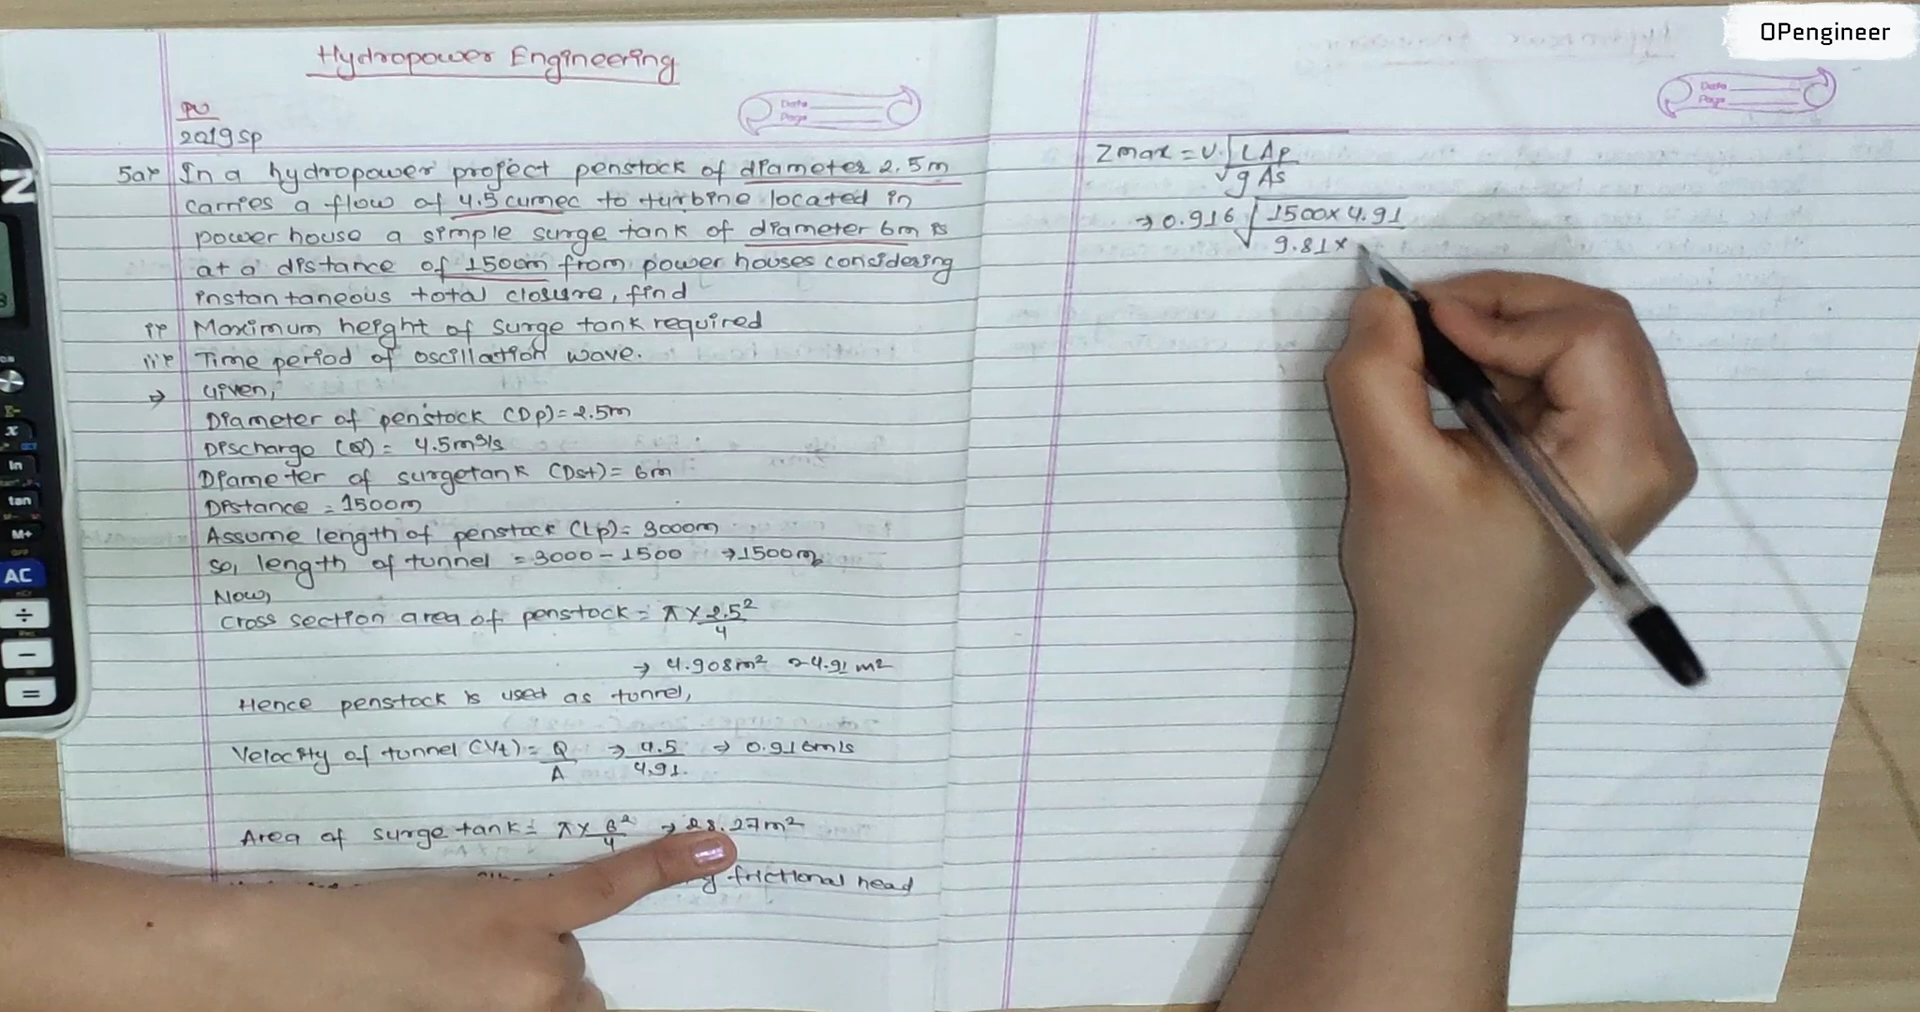 OPengineer
Hydropower Engineering
PU
2019 sp
Data
Page
5a) In a hydropower project penstock of diameter 2.5m
carries a flow of 4.5 cumec to turbine located in
power house a simple surge tank of diameter 6m is
at a distance of 1500m from power houses considering
instantaneous total closure, find
i) Maximum height of surge tank required
ii) Time period of oscillation wave.
→ Given,
Diameter of penstock (Dp) = 2.5m
Discharge (Q) = 4.5m³/s
Diameter of surgetank (Dst) = 6m
Distance = 1500m
Assume length of penstock (Lp) = 3000m
so, length of tunnel = 3000 - 1500 → 1500m
Now,
Cross section area of penstock = π × 2.5²/4
→ 4.908m² ≈ 4.91 m²
Hence penstock is used as tunnel,
Velocity of tunnel (Vt) = Q/A → 4.5/4.91 → 0.916m/s
Area of surge tank = π × 6²/4 → 28.27m²
frictional head
Data
Page
Zmax = V.√LAp/gAs
→ 0.916 √1500×4.91/9.81×
N
x
ln
tan
M+
AC
÷
−
=